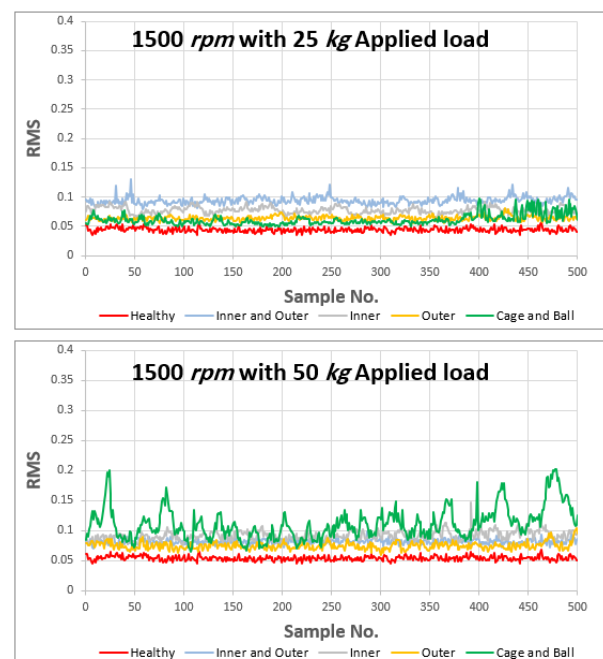 1500 rpm with 25 kg Applied load
0.4
0.35
0.3
0.25
0.2
0.15
0.1
0.05
0
RMS
0 50 100 150 200 250 300 350 400 450 500
Sample No.
Healthy Inner and Outer Inner Outer Cage and Ball
1500 rpm with 50 kg Applied load
0.4
0.35
0.3
0.25
0.2
0.15
0.1
0.05
0
RMS
0 50 100 150 200 250 300 350 400 450 500
Sample No.
Healthy Inner and Outer Inner Outer Cage and Ball